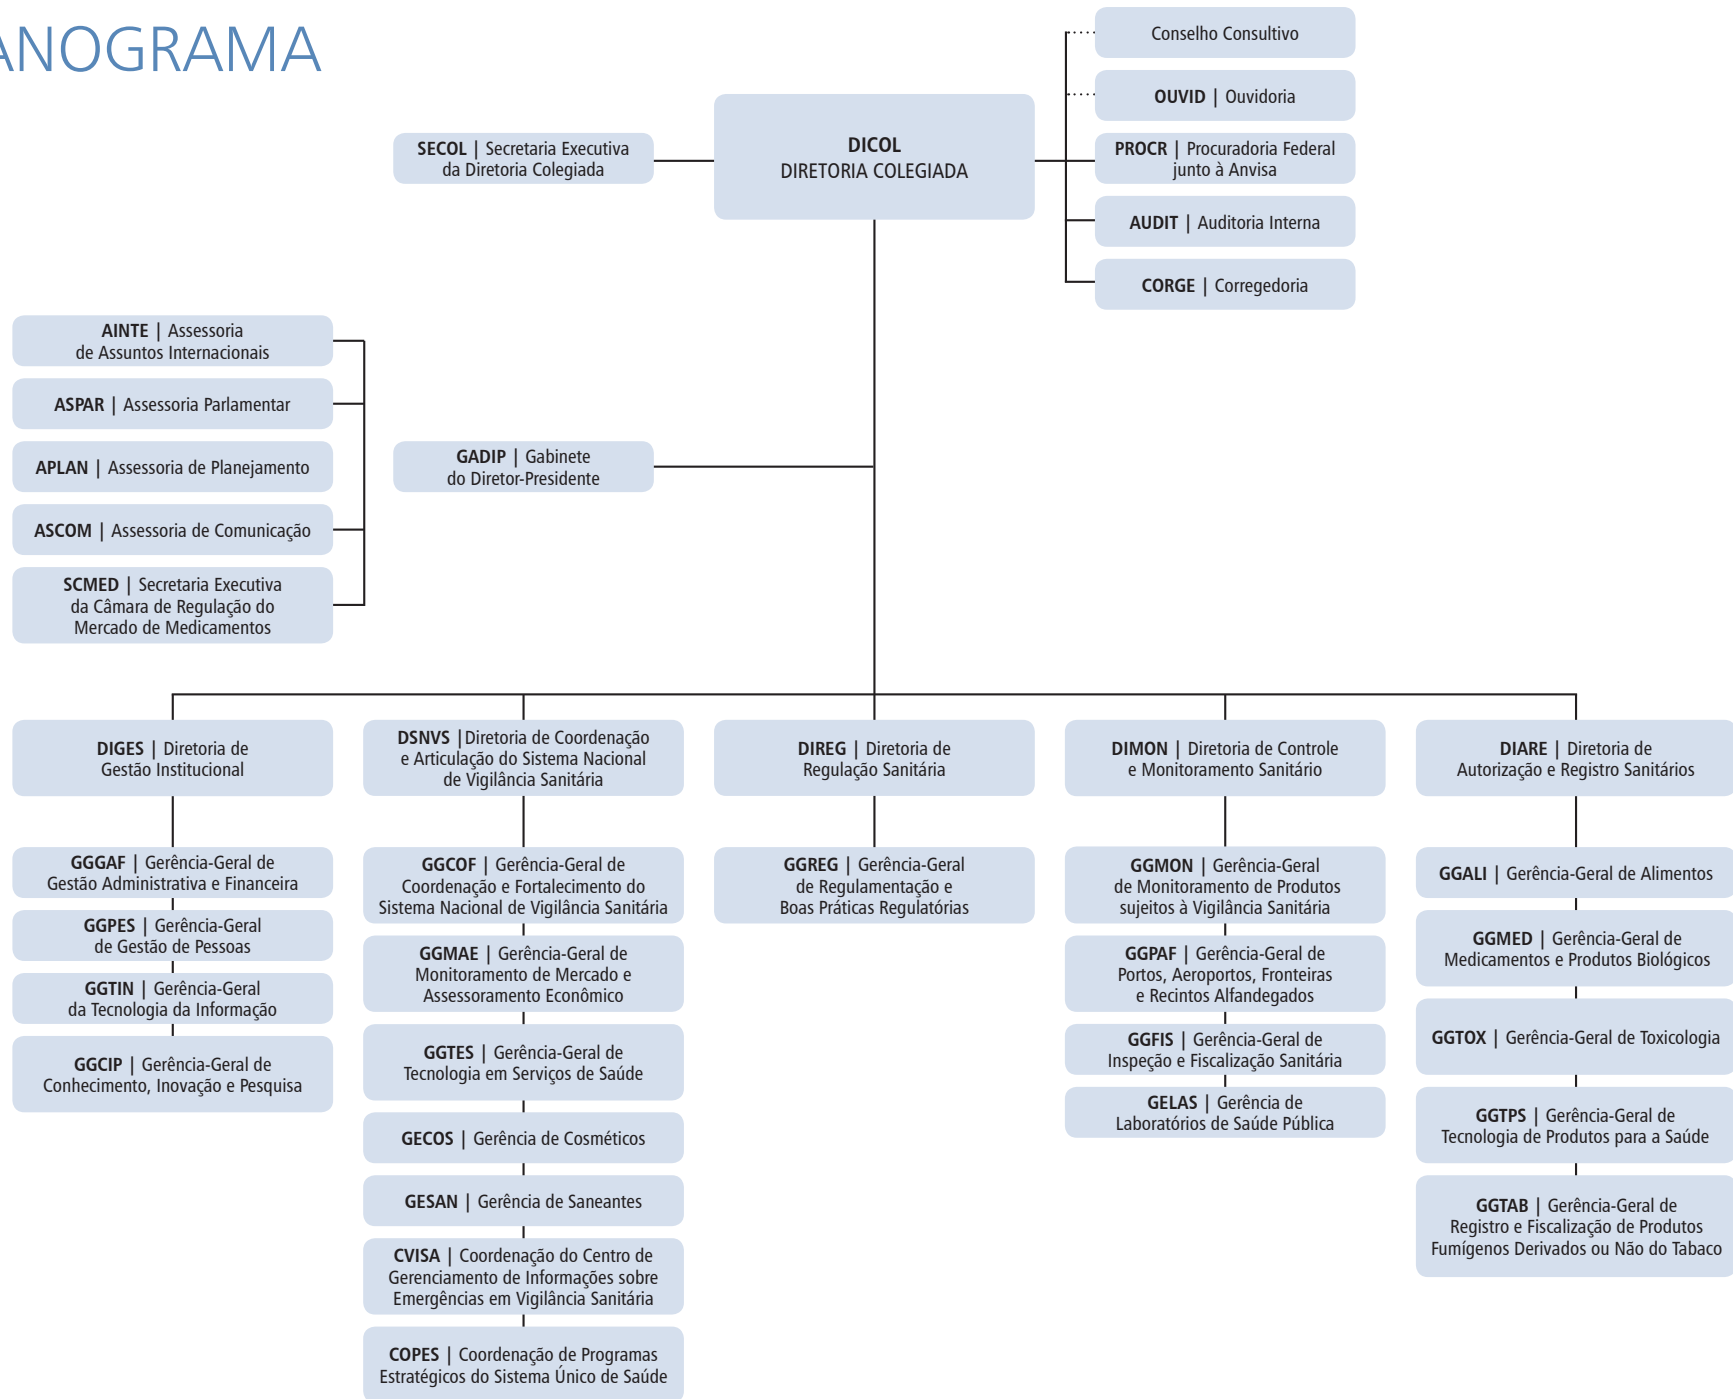 ANOGRAMA
Conselho Consultivo
OUVID | Ouvidoria
DICOL
DIRETORIA COLEGIADA
SECOL | Secretaria Executiva
da Diretoria Colegiada
PROCR | Procuradoria Federal
junto à Anvisa
AUDIT | Auditoria Interna
CORGE | Corregedoria
AINTE | Assessoria
de Assuntos Internacionais
ASPAR | Assessoria Parlamentar
APLAN | Assessoria de Planejamento
ASCOM | Assessoria de Comunicação
SCMED | Secretaria Executiva
da Câmara de Regulação do
Mercado de Medicamentos
GADIP | Gabinete
do Diretor-Presidente
DIGES | Diretoria de
Gestão Institucional
GGGAF | Gerência-Geral de
Gestão Administrativa e Financeira
GGPES | Gerência-Geral
de Gestão de Pessoas
GGTIN | Gerência-Geral
da Tecnologia da Informação
GGCIP | Gerência-Geral de
Conhecimento, Inovação e Pesquisa
DSNVS |Diretoria de Coordenação
e Articulação do Sistema Nacional
de Vigilância Sanitária
GGCOF | Gerência-Geral de
Coordenação e Fortalecimento do
Sistema Nacional de Vigilância Sanitária
GGMAE | Gerência-Geral de
Monitoramento de Mercado e
Assessoramento Econômico
GGTES | Gerência-Geral de
Tecnologia em Serviços de Saúde
GECOS | Gerência de Cosméticos
GESAN | Gerência de Saneantes
CVISA | Coordenação do Centro de
Gerenciamento de Informações sobre
Emergências em Vigilância Sanitária
COPES | Coordenação de Programas
Estratégicos do Sistema Único de Saúde
DIREG | Diretoria de
Regulação Sanitária
GGREG | Gerência-Geral
de Regulamentação e
Boas Práticas Regulatórias
DIMON | Diretoria de Controle
e Monitoramento Sanitário
GGMON | Gerência-Geral
de Monitoramento de Produtos
sujeitos à Vigilância Sanitária
GGPAF | Gerência-Geral de
Portos, Aeroportos, Fronteiras
e Recintos Alfandegados
GGFIS | Gerência-Geral de
Inspeção e Fiscalização Sanitária
GELAS | Gerência de
Laboratórios de Saúde Pública
DIARE | Diretoria de
Autorização e Registro Sanitários
GGALI | Gerência-Geral de Alimentos
GGMED | Gerência-Geral de
Medicamentos e Produtos Biológicos
GGTOX | Gerência-Geral de Toxicologia
GGTPS | Gerência-Geral de
Tecnologia de Produtos para a Saúde
GGTAB | Gerência-Geral de
Registro e Fiscalização de Produtos
Fumígenos Derivados ou Não do Tabaco